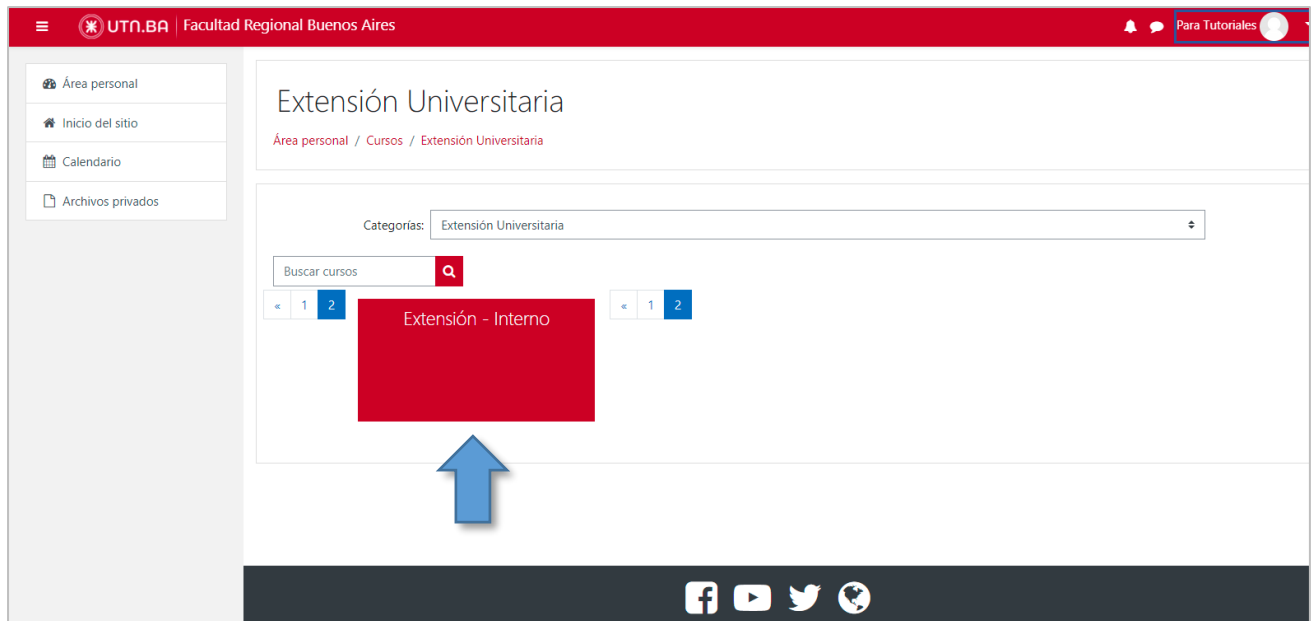 UTN.BA Facultad Regional Buenos Aires
Para Tutoriales
Área personal
Inicio del sitio
Calendario
Archivos privados
Extensión Universitaria
Área personal / Cursos / Extensión Universitaria
Categorías: Extensión Universitaria
Buscar cursos
« 1 2
Extensión - Interno
« 1 2